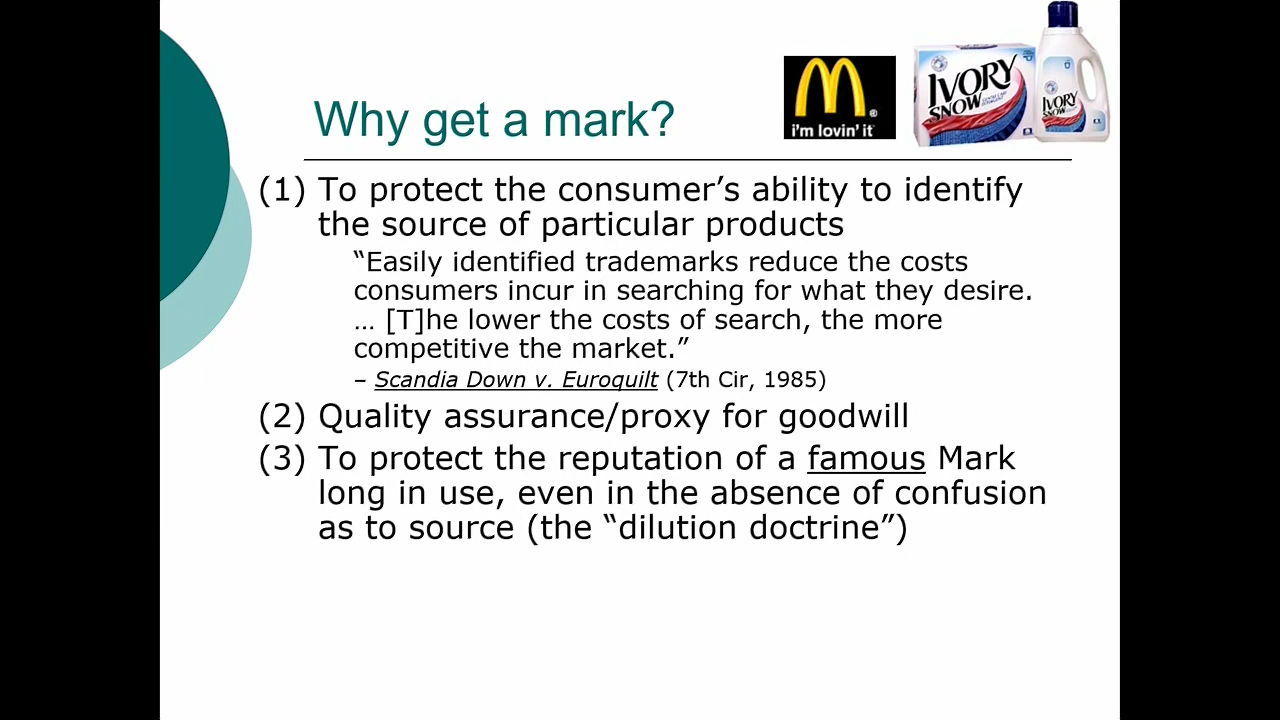 Why get a mark?
M
®
i'm lovin' it
IVORY
SNOW
IVORY
SNOW
(1) To protect the consumer’s ability to identify
the source of particular products
“Easily identified trademarks reduce the costs
consumers incur in searching for what they desire.
… [T]he lower the costs of search, the more
competitive the market.”
– Scandia Down v. Euroquilt (7th Cir, 1985)
(2) Quality assurance/proxy for goodwill
(3) To protect the reputation of a famous Mark
long in use, even in the absence of confusion
as to source (the “dilution doctrine”)